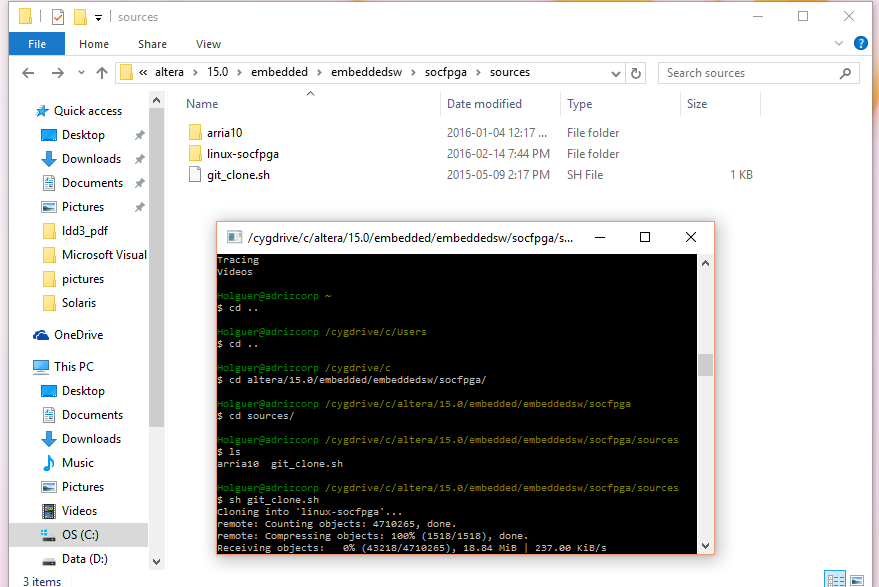 sources
File Home Share View
« altera > 15.0 > embedded > embeddedsw > socfpga > sources
Search sources
Name Date modified Type Size
Quick access
Desktop
Downloads
Documents
Pictures
ldd3_pdf
Microsoft Visual
pictures
Solaris
OneDrive
This PC
Desktop
Documents
Downloads
Music
Pictures
Videos
OS (C:)
Data (D:)
3 items
arria10 2016-01-04 12:17 ... File folder
linux-socfpga 2016-02-14 7:44 PM File folder
git_clone.sh 2015-05-09 2:17 PM SH File 1 KB
/cygdrive/c/altera/15.0/embedded/embeddedsw/socfpga/s...
Tracing
Videos
Holguer@adrizcorp ~
$ cd ..
Holguer@adrizcorp /cygdrive/c/Users
$ cd ..
Holguer@adrizcorp /cygdrive/c
$ cd altera/15.0/embedded/embeddedsw/socfpga/
Holguer@adrizcorp /cygdrive/c/altera/15.0/embedded/embeddedsw/socfpga
$ cd sources/
Holguer@adrizcorp /cygdrive/c/altera/15.0/embedded/embeddedsw/socfpga/sources
$ ls
arria10  git_clone.sh
Holguer@adrizcorp /cygdrive/c/altera/15.0/embedded/embeddedsw/socfpga/sources
$ sh git_clone.sh
Cloning into 'linux-socfpga'...
remote: Counting objects: 4710265, done.
remote: Compressing objects: 100% (1518/1518), done.
Receiving objects:   0% (43218/4710265), 18.84 MiB | 237.00 KiB/s